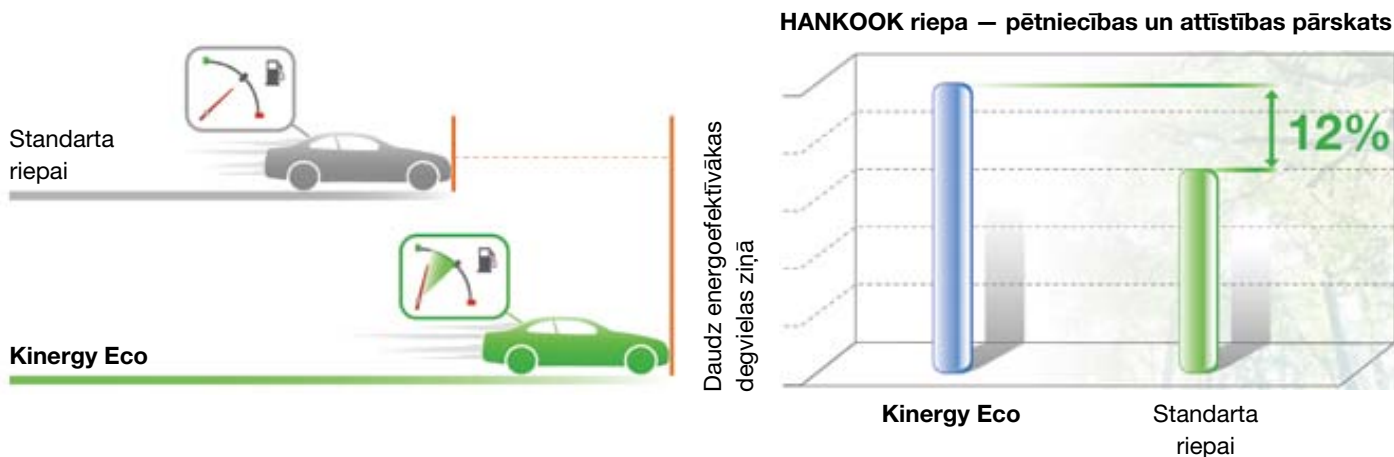 HANKOOK riepa — pētniecības un attīstības pārskats
Standarta
riepai
Kinergy Eco
Daudz energoefektīvākas
degvielas ziņā
12%
Kinergy Eco
Standarta
riepai